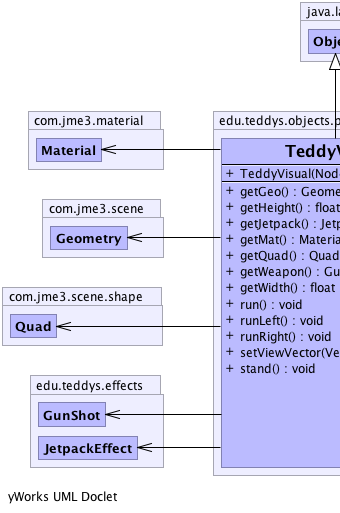 java.la
Obje
com.jme3.material
Material
edu.teddys.objects.p
TeddyV
+ TeddyVisual(Node
+ getGeo() : Geome
+ getHeight() : float
+ getJetpack() : Jetp
+ getMat() : Materia
+ getQuad() : Quad
+ getWeapon() : Gu
+ getWidth() : float
+ run() : void
+ runLeft() : void
+ runRight() : void
+ setViewVector(Ve
+ stand() : void
com.jme3.scene
Geometry
com.jme3.scene.shape
Quad
edu.teddys.effects
GunShot
JetpackEffect
yWorks UML Doclet